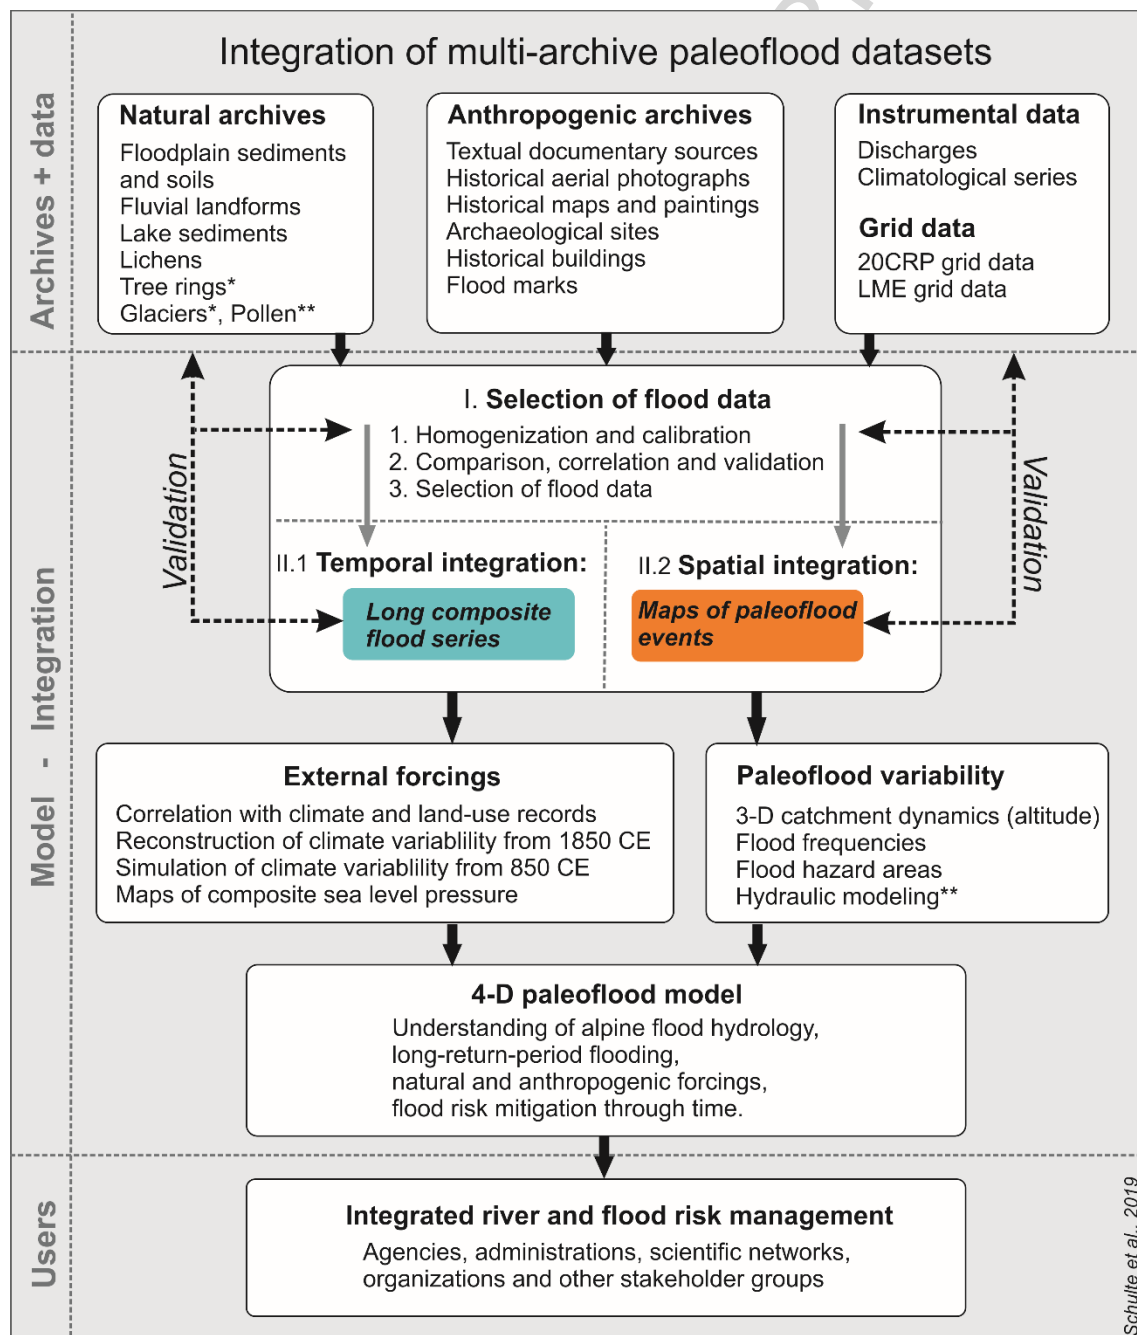 Integration of multi-archive paleoflood datasets
Archives + data
Natural archives
Floodplain sediments
and soils
Fluvial landforms
Lake sediments
Lichens
Tree rings*
Glaciers*, Pollen**
Anthropogenic archives
Textual documentary sources
Historical aerial photographs
Historical maps and paintings
Archaeological sites
Historical buildings
Flood marks
Instrumental data
Discharges
Climatological series
Grid data
20CRP grid data
LME grid data
Model - Integration
Validation
I. Selection of flood data
1. Homogenization and calibration
2. Comparison, correlation and validation
3. Selection of flood data
Validation
II.1 Temporal integration:
Long composite
flood series
II.2 Spatial integration:
Maps of paleoflood
events
External forcings
Correlation with climate and land-use records
Reconstruction of climate variablility from 1850 CE
Simulation of climate variablility from 850 CE
Maps of composite sea level pressure
Paleoflood variability
3-D catchment dynamics (altitude)
Flood frequencies
Flood hazard areas
Hydraulic modeling**
4-D paleoflood model
Understanding of alpine flood hydrology,
long-return-period flooding,
natural and anthropogenic forcings,
flood risk mitigation through time.
Users
Integrated river and flood risk management
Agencies, administrations, scientific networks,
organizations and other stakeholder groups
Schulte et al., 2019